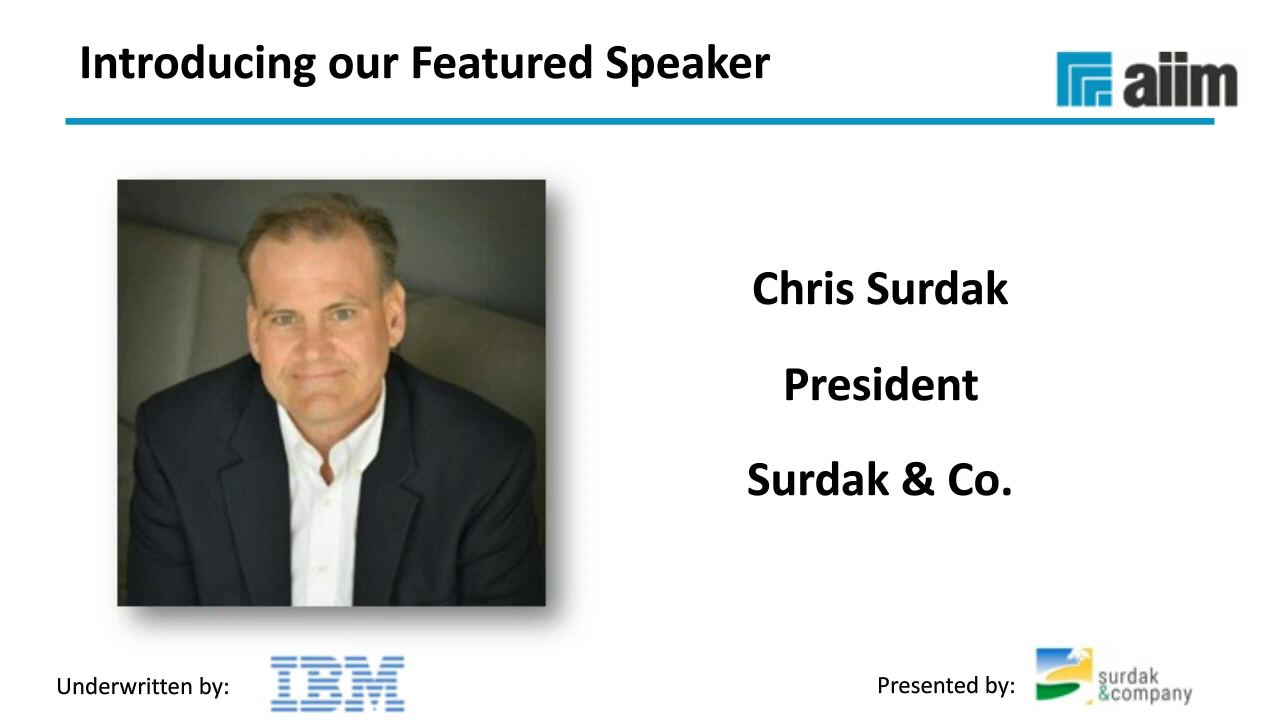 Introducing our Featured Speaker
aiim
Chris Surdak
President
Surdak & Co.
Underwritten by:
IBM
Presented by:
surdak
&company